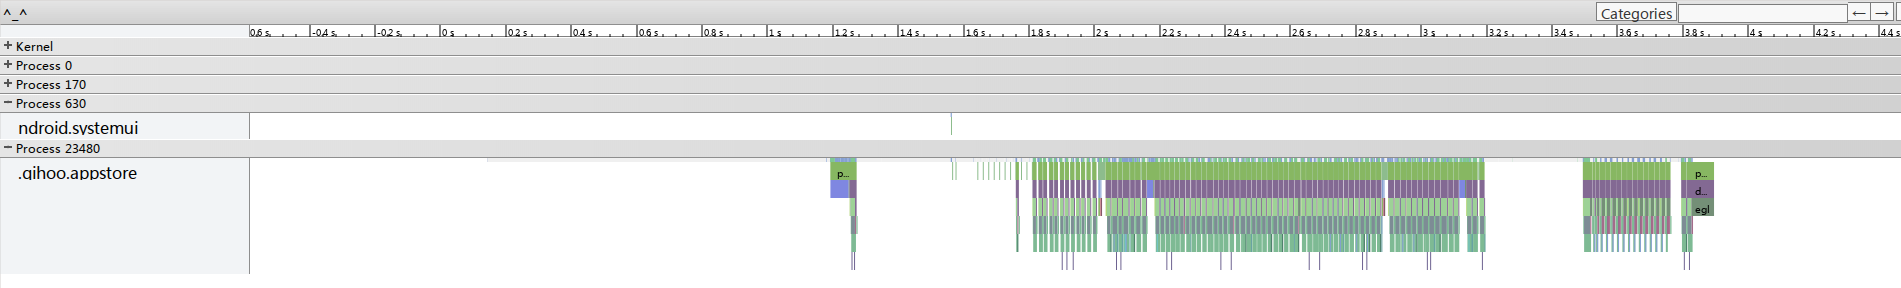 ^_^ Categories ← →
0.6 s -0.4 s -0.2 s 0 s 0.2 s 0.4 s 0.6 s 0.8 s 1 s 1.2 s 1.4 s 1.6 s 1.8 s 2 s 2.2 s 2.4 s 2.6 s 2.8 s 3 s 3.2 s 3.4 s 3.6 s 3.8 s 4 s 4.2 s 4.4 s
+ Kernel
+ Process 0
+ Process 170
− Process 630
ndroid.systemui
− Process 23480
.qihoo.appstore p... p...
d...
egl